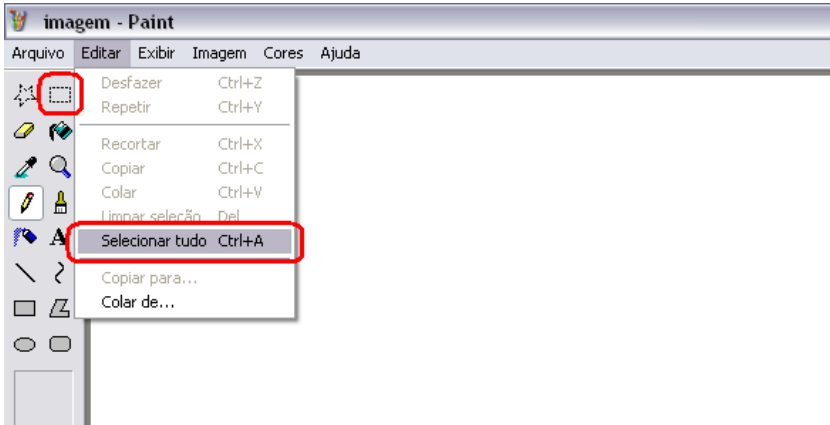 imagem - Paint
Arquivo Editar Exibir Imagem Cores Ajuda
Desfazer Ctrl+Z
Repetir Ctrl+Y
Recortar Ctrl+X
Copiar Ctrl+C
Colar Ctrl+V
Limpar seleção Del
Selecionar tudo Ctrl+A
Copiar para...
Colar de...
A